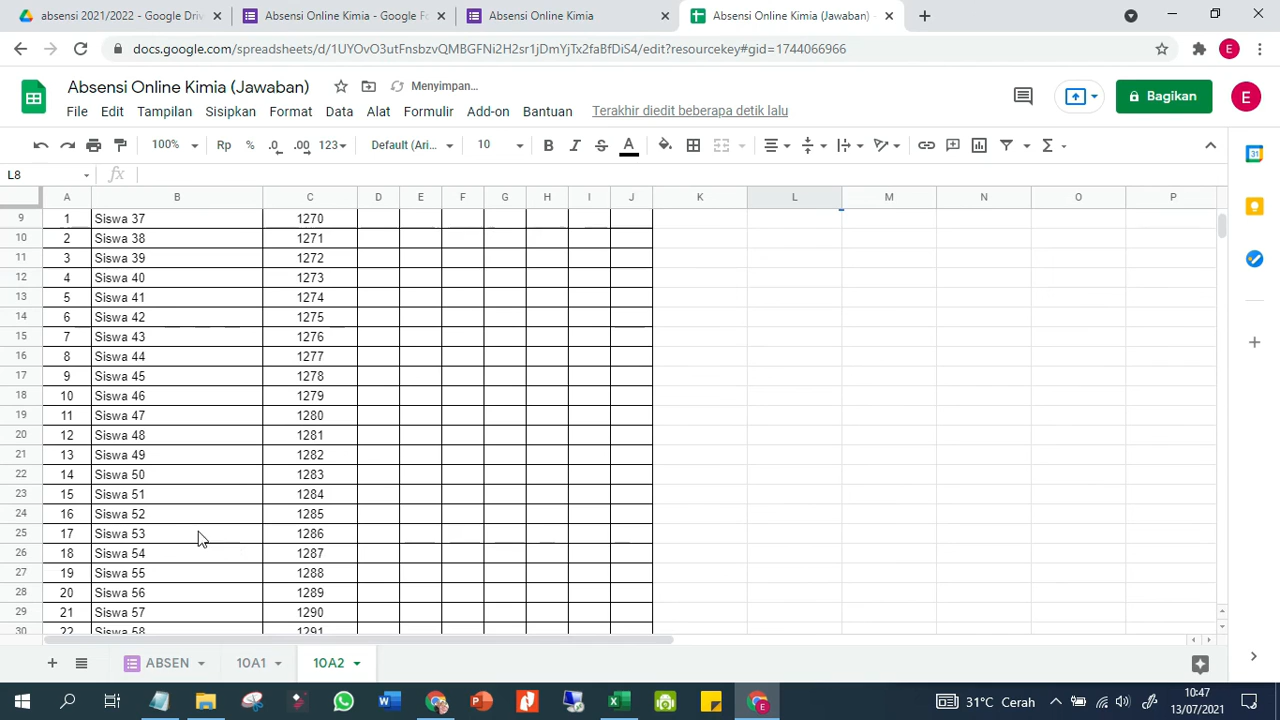 absensi 2021/2022 - Google Driv
Absensi Online Kimia - Google Fo
Absensi Online Kimia
Absensi Online Kimia (Jawaban) -
docs.google.com/spreadsheets/d/1UYOvO3utFnsbzvQMBGFNi2H2sr1jDmYjTx2faBfDiS4/edit?resourcekey#gid=1744066966
E
Absensi Online Kimia (Jawaban)
Menyimpan...
Bagikan
E
File Edit Tampilan Sisipkan Format Data Alat Formulir Add-on Bantuan Terakhir diedit beberapa detik lalu
100% Rp % .0 .00 123 Default (Ari... 10 B I S A
L8 fx
A B C D E F G H I J K L M N O P
9 1 Siswa 37 1270
10 2 Siswa 38 1271
11 3 Siswa 39 1272
12 4 Siswa 40 1273
13 5 Siswa 41 1274
14 6 Siswa 42 1275
15 7 Siswa 43 1276
16 8 Siswa 44 1277
17 9 Siswa 45 1278
18 10 Siswa 46 1279
19 11 Siswa 47 1280
20 12 Siswa 48 1281
21 13 Siswa 49 1282
22 14 Siswa 50 1283
23 15 Siswa 51 1284
24 16 Siswa 52 1285
25 17 Siswa 53 1286
26 18 Siswa 54 1287
27 19 Siswa 55 1288
28 20 Siswa 56 1289
29 21 Siswa 57 1290
30 22 Siswa 58 1291
ABSEN 10A1 10A2
31°C Cerah
10:47
13/07/2021